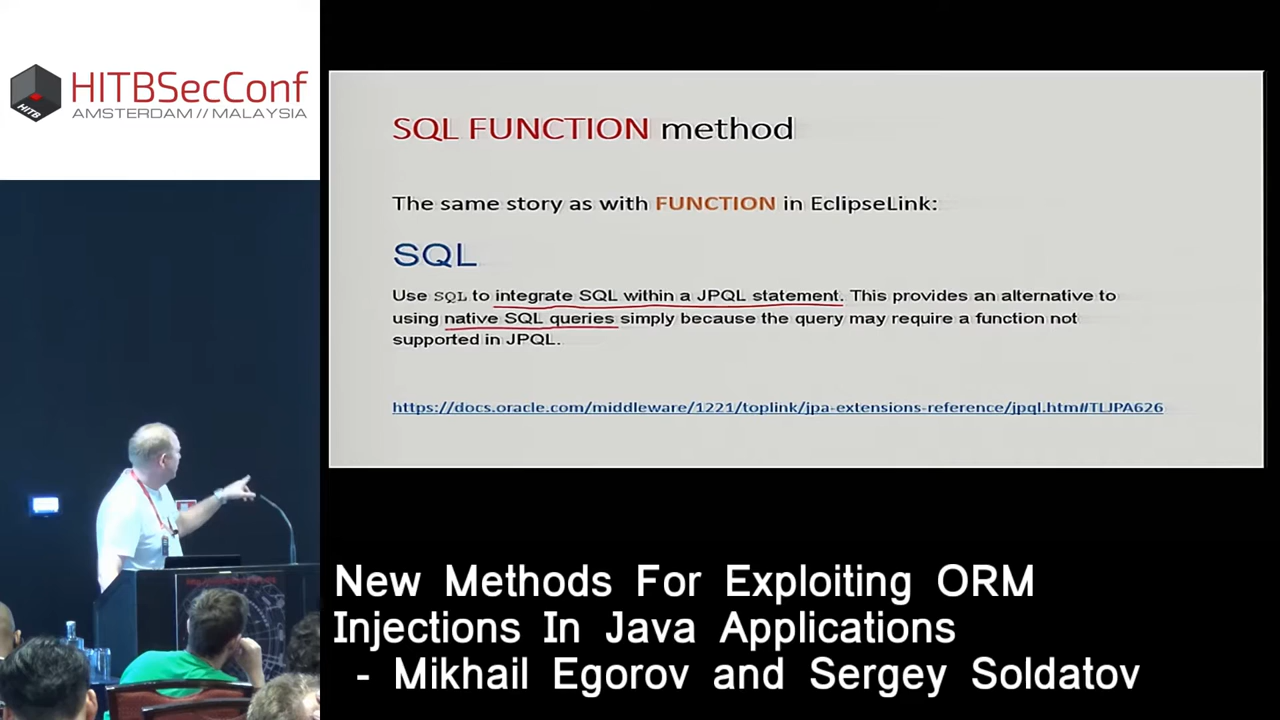 HITBSecConf
AMSTERDAM // MALAYSIA
HITB
SQL FUNCTION method
The same story as with FUNCTION in EclipseLink:
SQL
Use SQL to integrate SQL within a JPQL statement. This provides an alternative to
using native SQL queries simply because the query may require a function not
supported in JPQL.
https://docs.oracle.com/middleware/1221/toplink/jpa-extensions-reference/jpql.htm#TLJPA626
New Methods For Exploiting ORM
Injections In Java Applications
- Mikhail Egorov and Sergey Soldatov